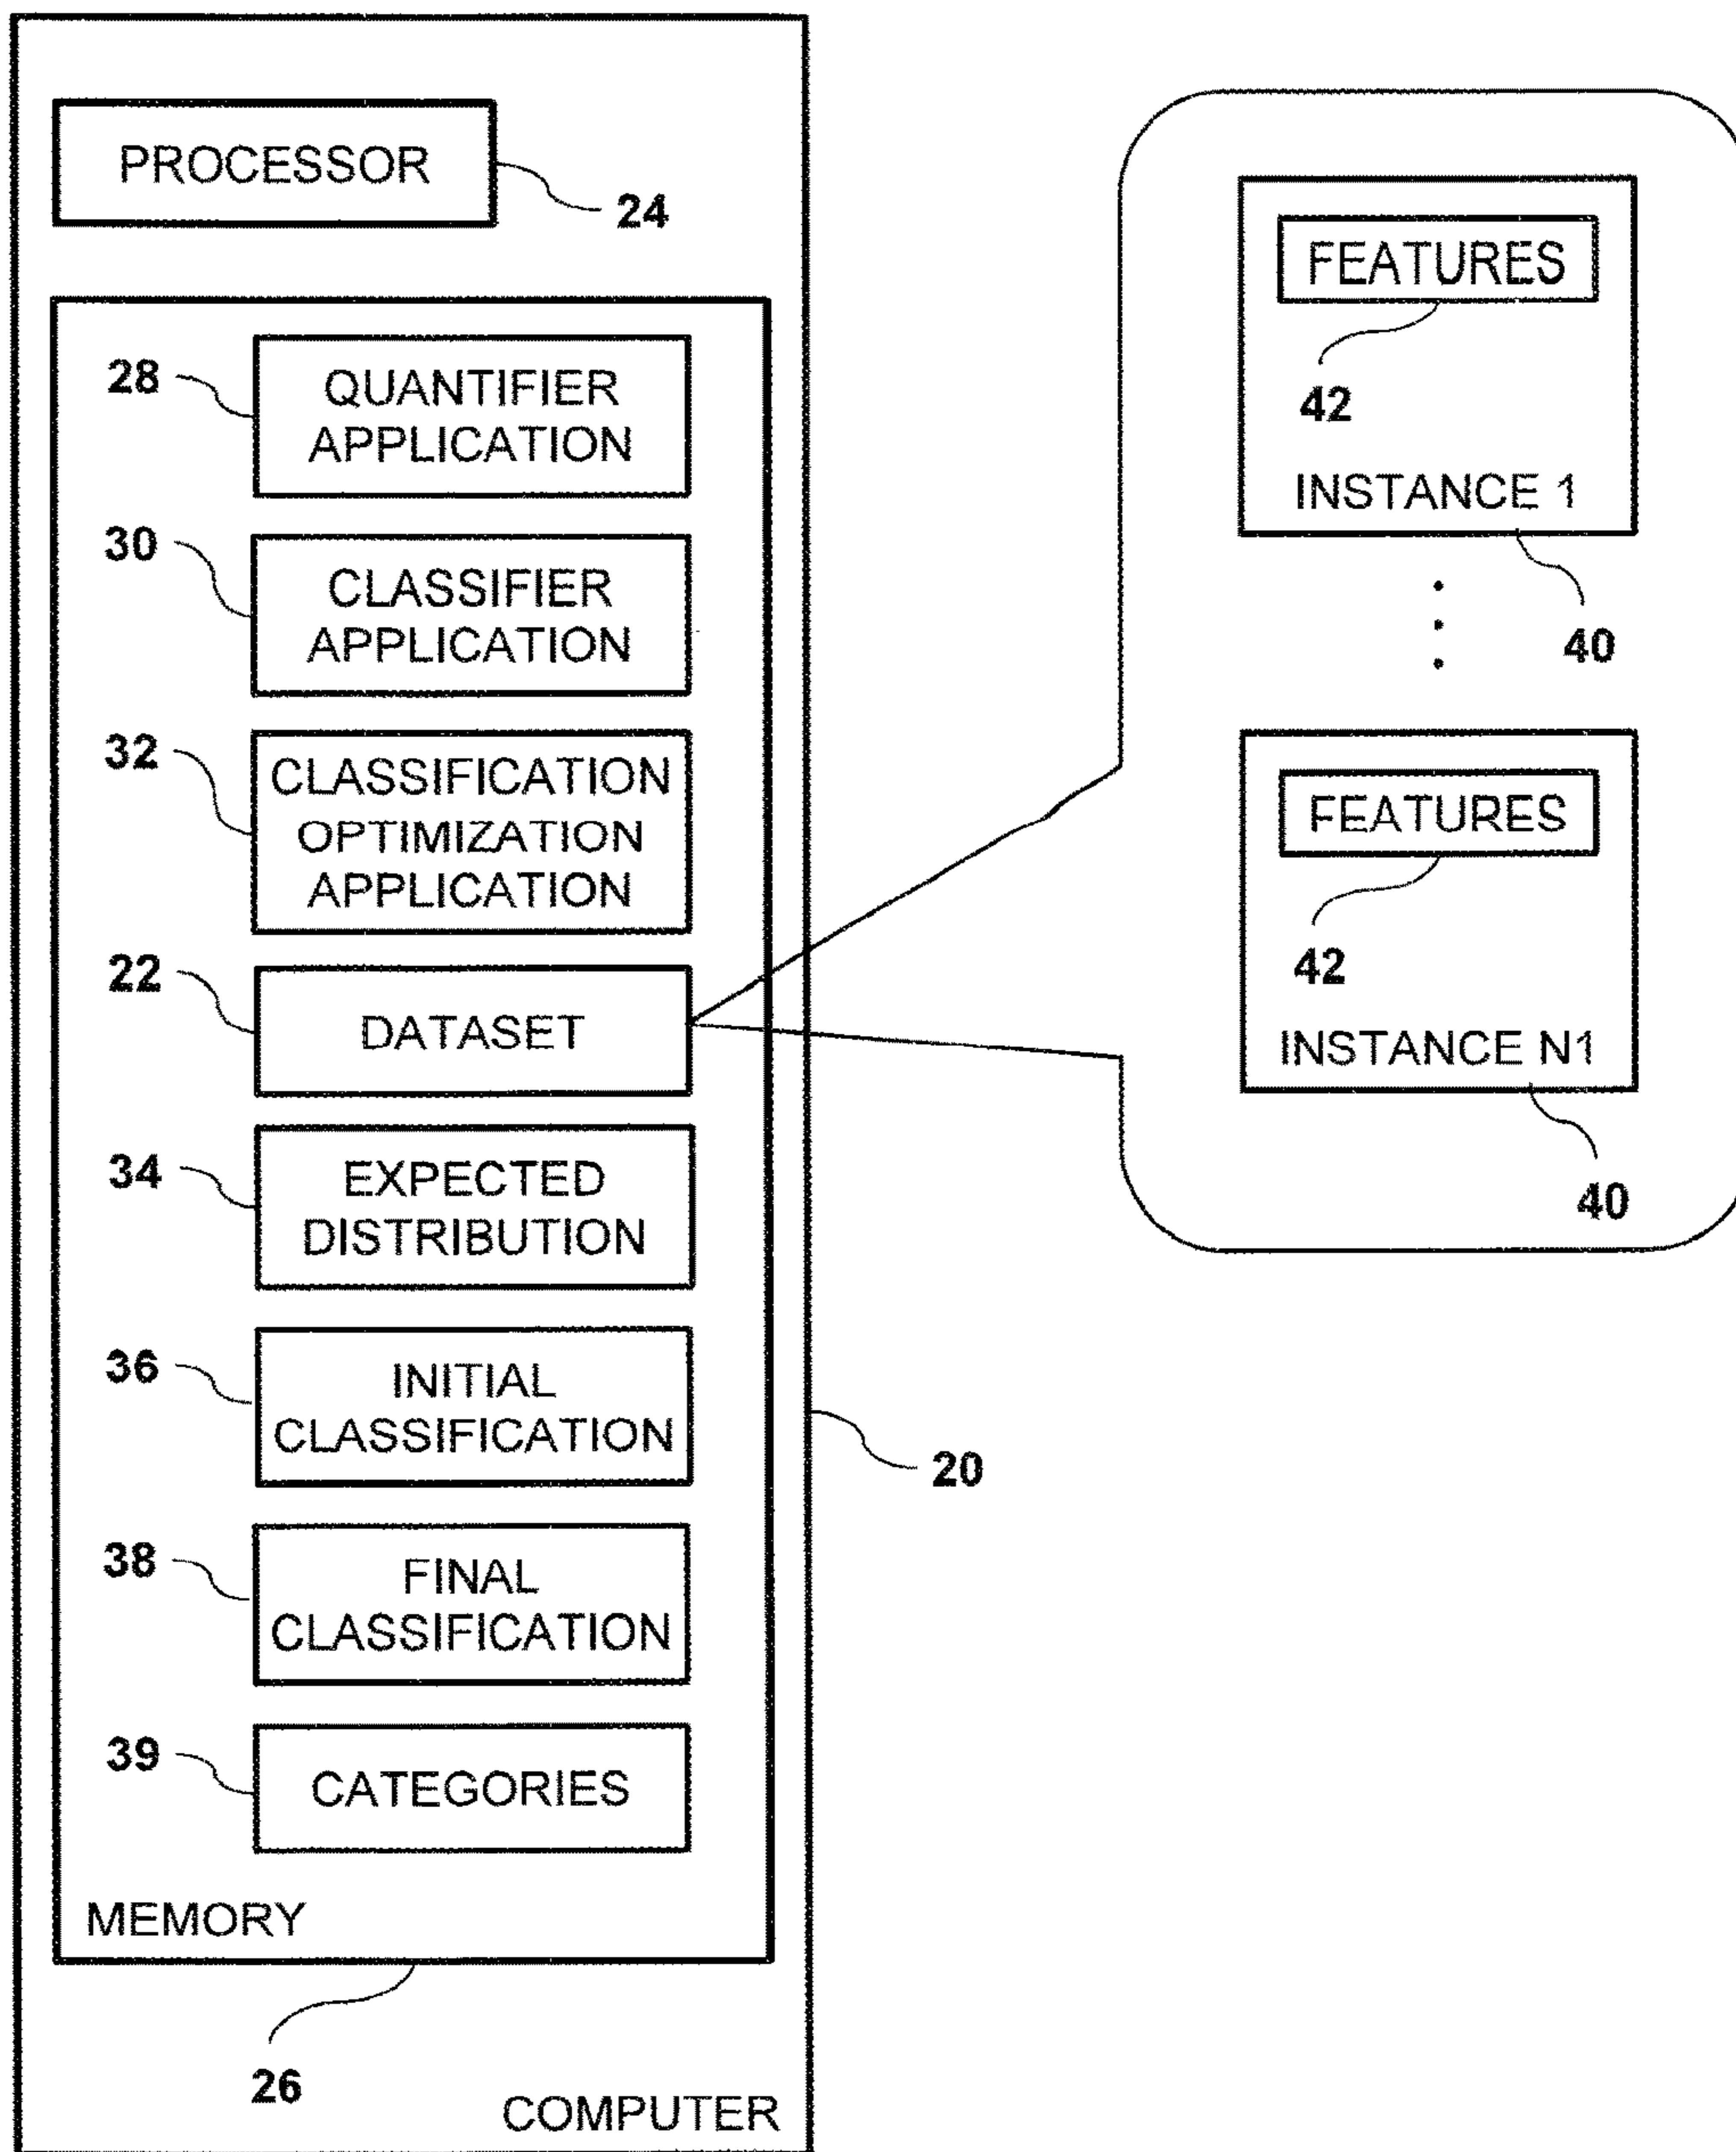 PROCESSOR
24
28
QUANTIFIER
APPLICATION
30
CLASSIFIER
APPLICATION
32
CLASSIFICATION
OPTIMIZATION
APPLICATION
22
DATASET
34
EXPECTED
DISTRIBUTION
36
INITIAL
CLASSIFICATION
38
FINAL
CLASSIFICATION
39
CATEGORIES
MEMORY
26
COMPUTER
20
FEATURES
42
INSTANCE 1
40
FEATURES
42
INSTANCE N1
40